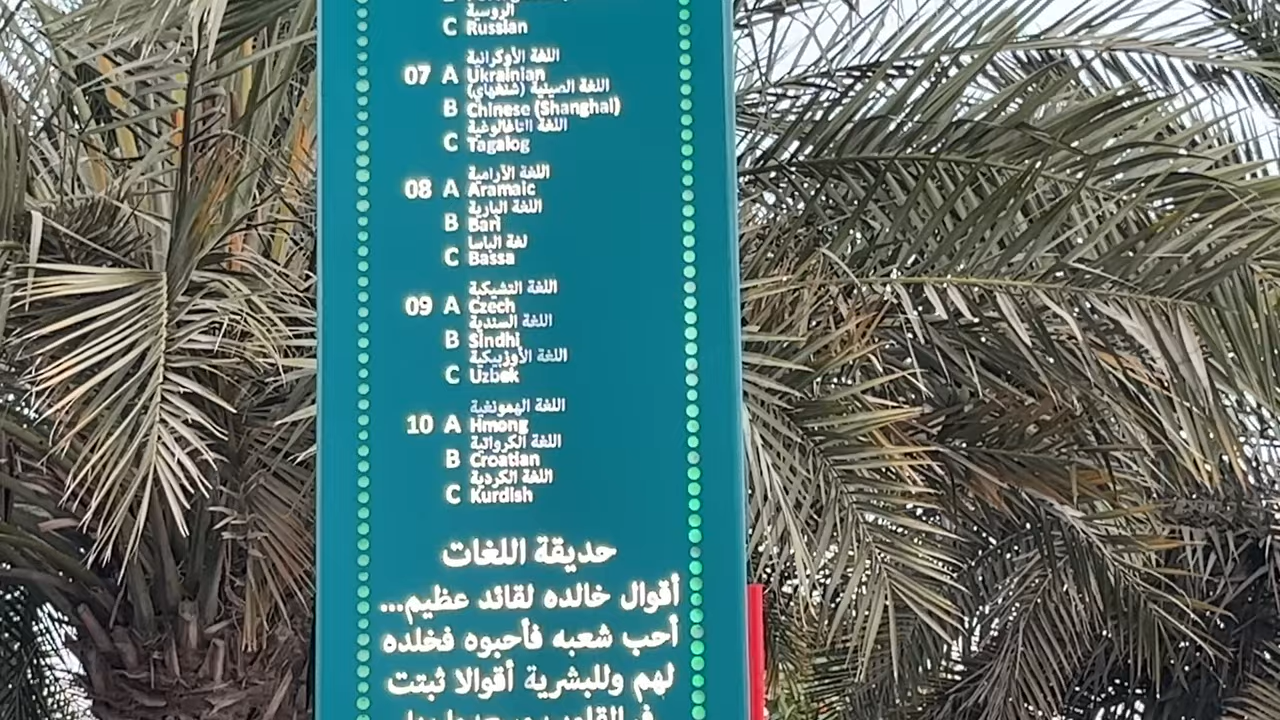 الروسية
C Russian
اللغة الأوكرانية
07 A Ukrainian
اللغة الصينية (شنغهاي)
B Chinese (Shanghai)
اللغة التاغالوغية
C Tagalog
اللغة الآرامية
08 A Aramaic
اللغة البارية
B Bari
لغة الباسا
C Bassa
اللغة التشيكية
09 A Czech
اللغة السندية
B Sindhi
اللغة الأوزبيكية
C Uzbek
اللغة الهمونغية
10 A Hmong
اللغة الكرواتية
B Croatian
اللغة الكردية
C Kurdish
حديقة اللغات
أقوال خالده لقائد عظيم...
أحب شعبه فأحبوه فخلده
لهم وللبشرية أقوالا ثبتت